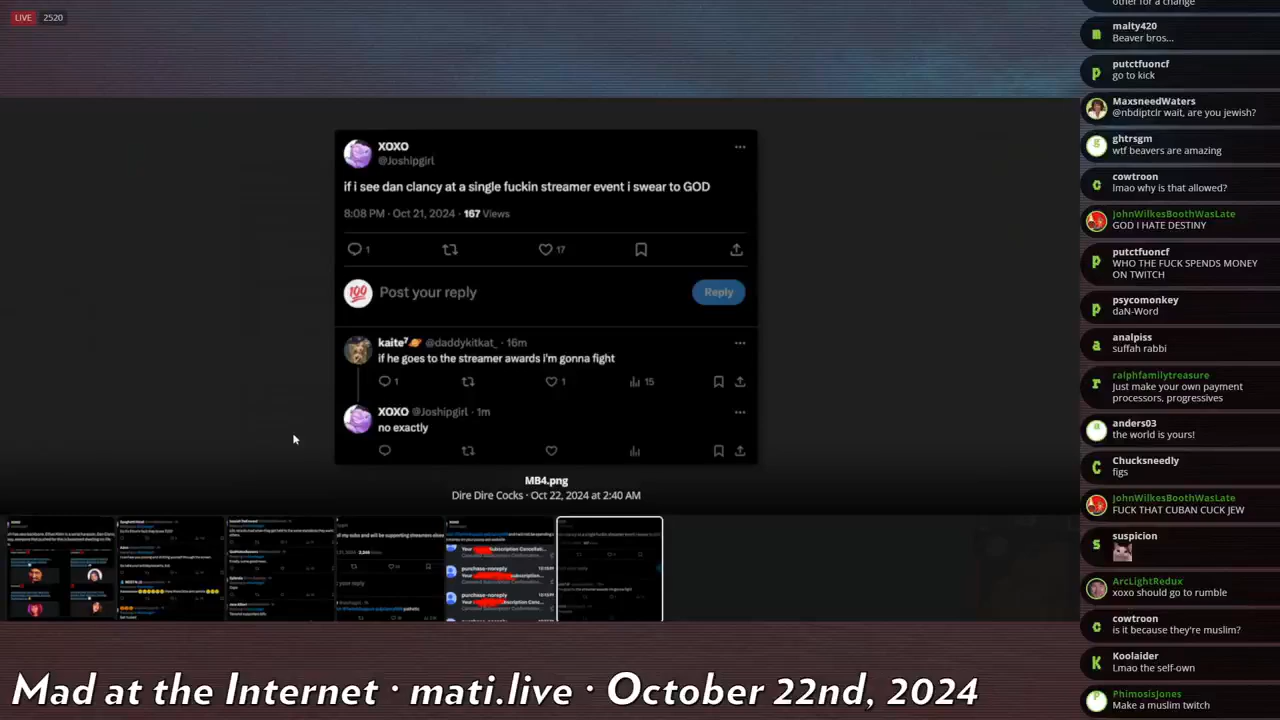 LIVE 2520
XOXO
@Joshipgirl
if i see dan clancy at a single fuckin streamer event i swear to GOD
8:08 PM · Oct 21, 2024 · 167 Views
1
17
100
Post your reply
Reply
kaite⁷🪐 @daddykitkat_ · 16m
if he goes to the streamer awards i'm gonna fight
1
1
15
XOXO @Joshipgirl · 1m
no exactly
MB4.png
Dire Dire Cocks · Oct 22, 2024 at 2:40 AM
Mad at the Internet · mati.live · October 22nd, 2024
other for a change
malty420
Beaver bros...
putctfuoncf
go to kick
MaxsneedWaters
@nbdiptclr wait, are you jewish?
ghtrsgm
wtf beavers are amazing
cowtroon
lmao why is that allowed?
JohnWilkesBoothWasLate
GOD I HATE DESTINY
putctfuoncf
WHO THE FUCK SPENDS MONEY
ON TWITCH
psycomonkey
daN-Word
analpiss
suffah rabbi
ralphfamilytreasure
Just make your own payment
processors, progressives
anders03
the world is yours!
Chucksneedly
figs
JohnWilkesBoothWasLate
FUCK THAT CUBAN CUCK JEW
suspicion
ArcLightRedux
xoxo should go to rumble
cowtroon
is it because they're muslim?
Koolaider
Lmao the self-own
PhimosisJones
Make a muslim twitch